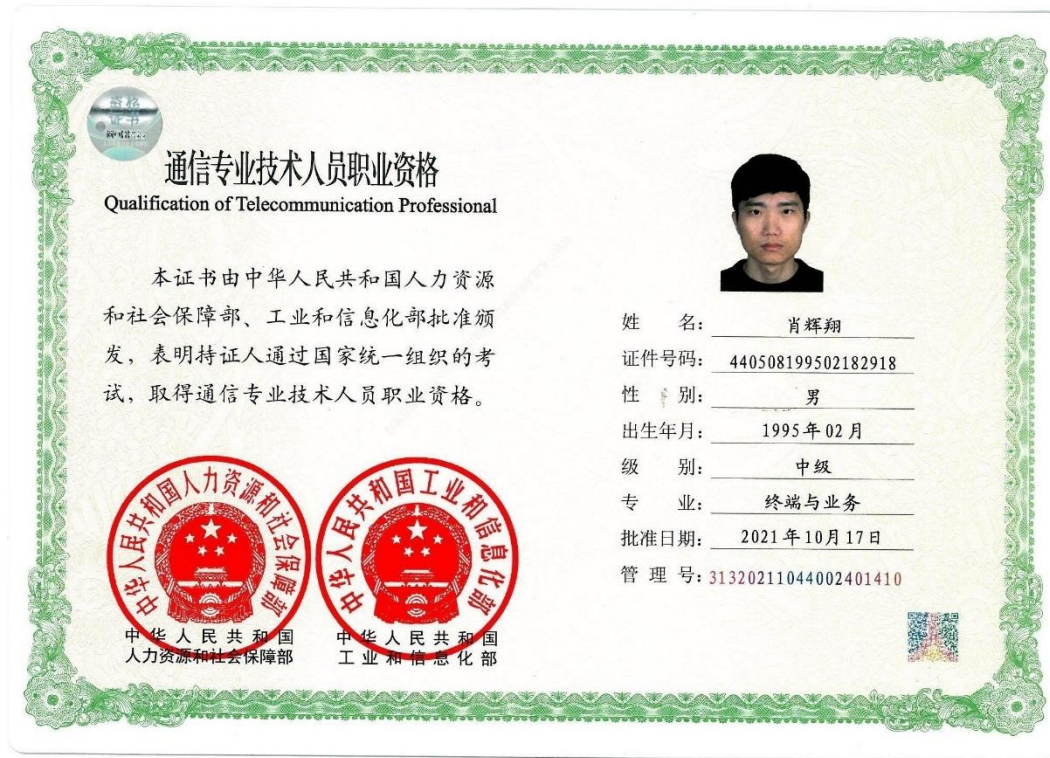 资格
证书
通信专业技术人员职业资格
Qualification of Telecommunication Professional
本证书由中华人民共和国人力资源
和社会保障部、工业和信息化部批准颁
发，表明持证人通过国家统一组织的考
试，取得通信专业技术人员职业资格。
中华人民共和国人力资源和社会保障部
中华人民共和国
人力资源和社会保障部
中华人民共和国工业和信息化部
中华人民共和国
工业和信息化部
姓 名： 肖辉翔
证件号码： 440508199502182918
性 别： 男
出生年月： 1995年02月
级 别： 中级
专 业： 终端与业务
批准日期： 2021年10月17日
管 理 号： 31320211044002401410